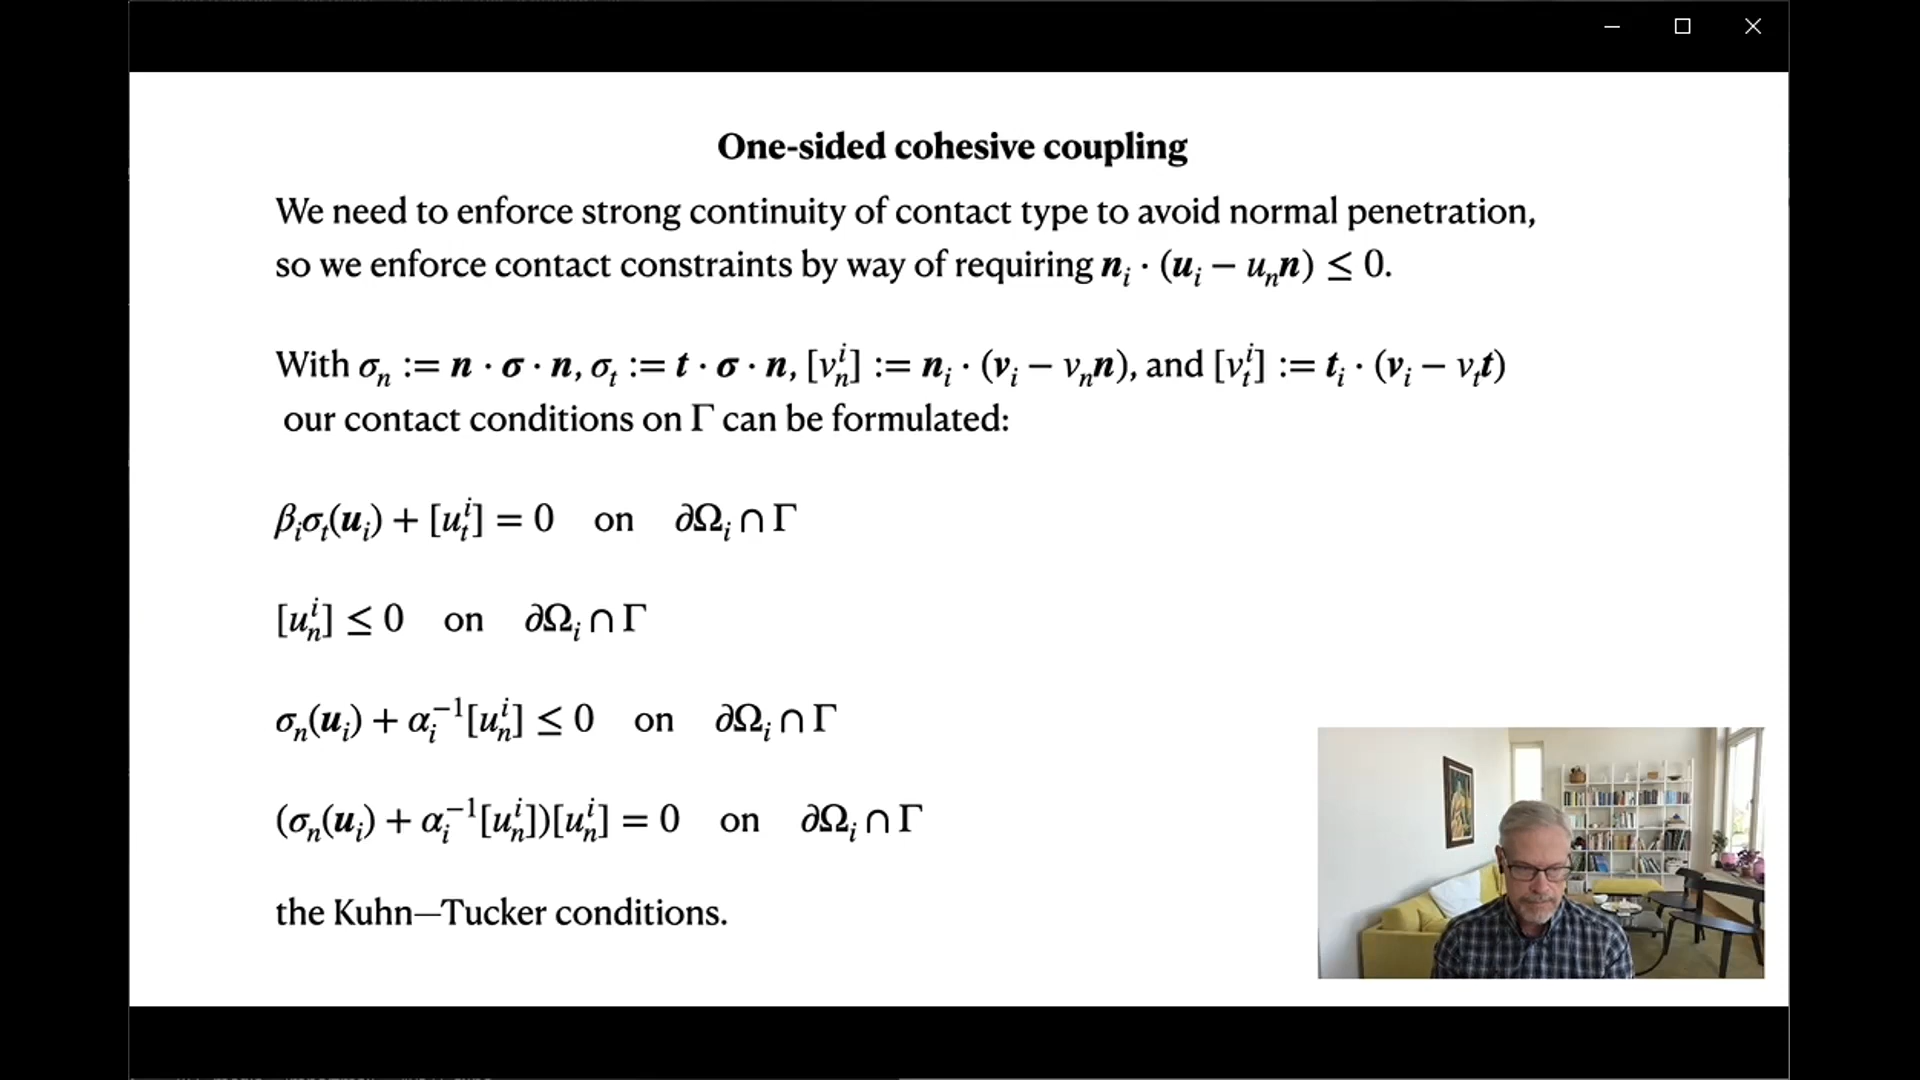 One-sided cohesive coupling
We need to enforce strong continuity of contact type to avoid normal penetration,
so we enforce contact constraints by way of requiring 𝒏ᵢ · (𝒖ᵢ − uₙ𝒏) ≤ 0.
With σₙ := 𝒏 · 𝝈 · 𝒏, σₜ := 𝒕 · 𝝈 · 𝒏, [vₙⁱ] := 𝒏ᵢ · (𝒗ᵢ − vₙ𝒏), and [vₜⁱ] := 𝒕ᵢ · (𝒗ᵢ − vₜ𝒕)
our contact conditions on Γ can be formulated:
βᵢσₜ(𝒖ᵢ) + [uₜⁱ] = 0 on ∂Ωᵢ ∩ Γ
[uₙⁱ] ≤ 0 on ∂Ωᵢ ∩ Γ
σₙ(𝒖ᵢ) + αᵢ⁻¹[uₙⁱ] ≤ 0 on ∂Ωᵢ ∩ Γ
(σₙ(𝒖ᵢ) + αᵢ⁻¹[uₙⁱ])[uₙⁱ] = 0 on ∂Ωᵢ ∩ Γ
the Kuhn—Tucker conditions.